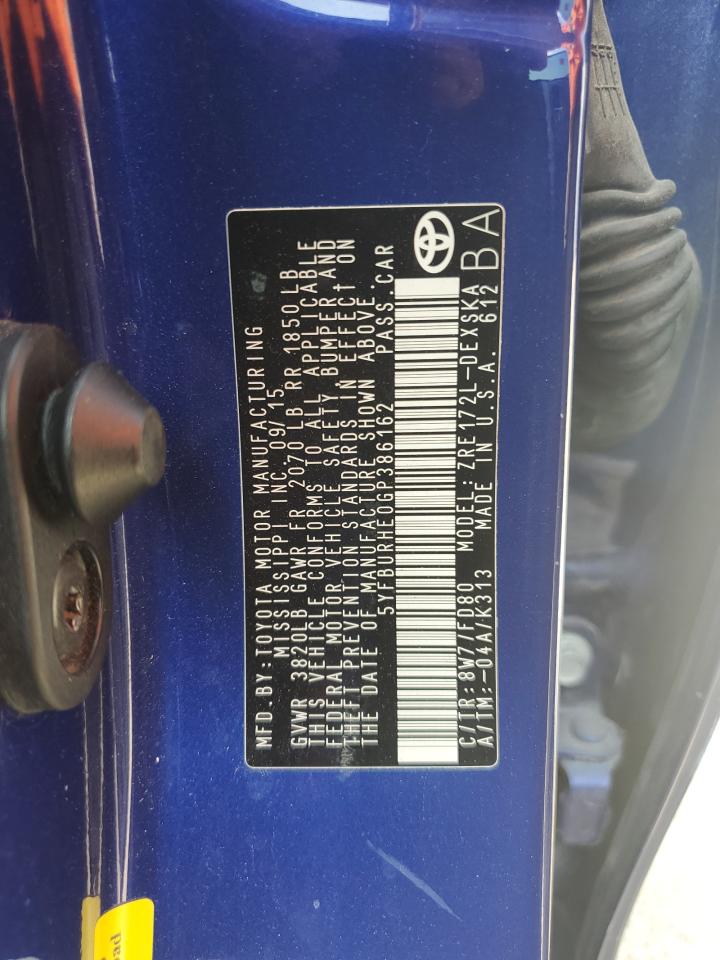 MFD.BY:TOYOTA MOTOR MANUFACTURING
MISSISSIPPI INC. 09/15
GVWR 3820LB GAWR FR 2070 LB RR 1850 LB
THIS VEHICLE CONFORMS TO ALL APPLICABLE
FEDERAL MOTOR VEHICLE SAFETY, BUMPER AND
THEFT PREVENTION STANDARDS IN EFFECT ON
THE DATE OF MANUFACTURE SHOWN ABOVE.
5YFBURHE0GP386162 PASS.CAR
C/TR:8W7/FD80 MODEL:ZRE172L-DEXSKA
A/TM:-04A/K313 MADE IN U.S.A. 612
BA
ad